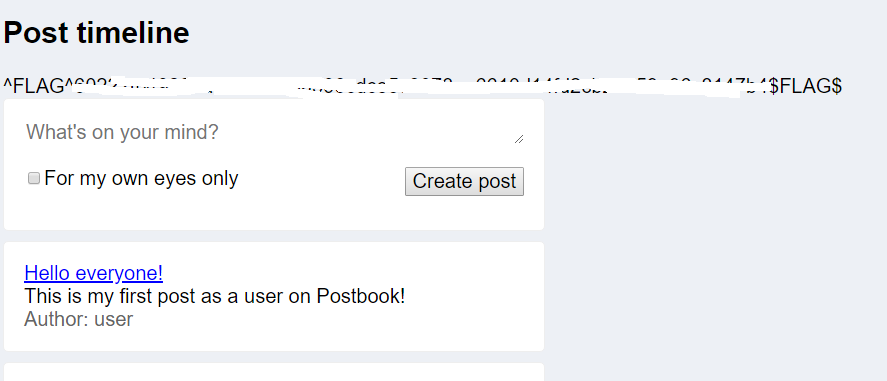 Post timeline
^FLAG^ $FLAG$
What's on your mind?
For my own eyes only
Create post
Hello everyone!
This is my first post as a user on Postbook!
Author: user